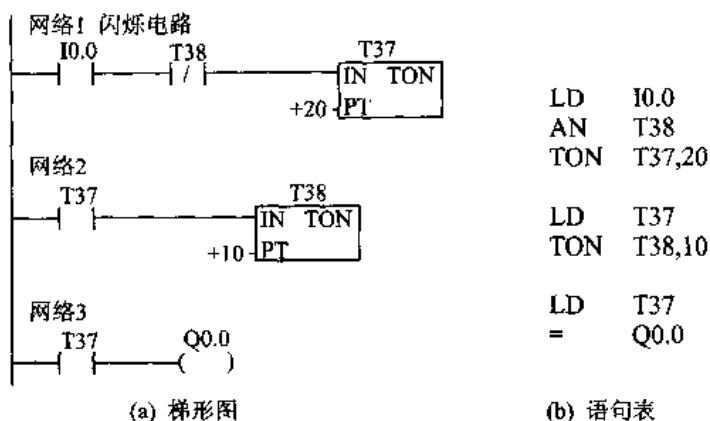 网络1 闪烁电路
I0.0 T38 T37
IN TON
+20 PT
网络2
T37 T38
IN TON
+10 PT
网络3
T37 Q0.0
(a) 梯形图
LD I0.0
AN T38
TON T37,20
LD T37
TON T38,10
LD T37
= Q0.0
(b) 语句表